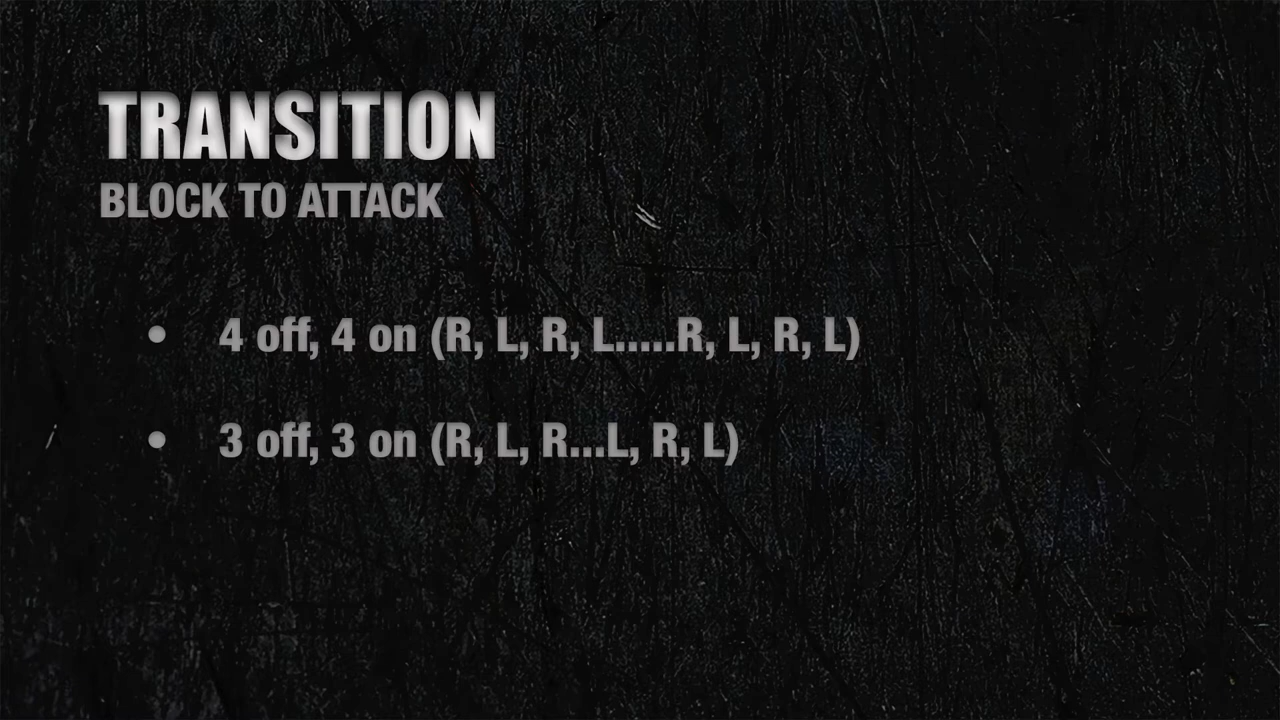 TRANSITION
BLOCK TO ATTACK
• 4 off, 4 on (R, L, R, L.....R, L, R, L)
• 3 off, 3 on (R, L, R...L, R, L)